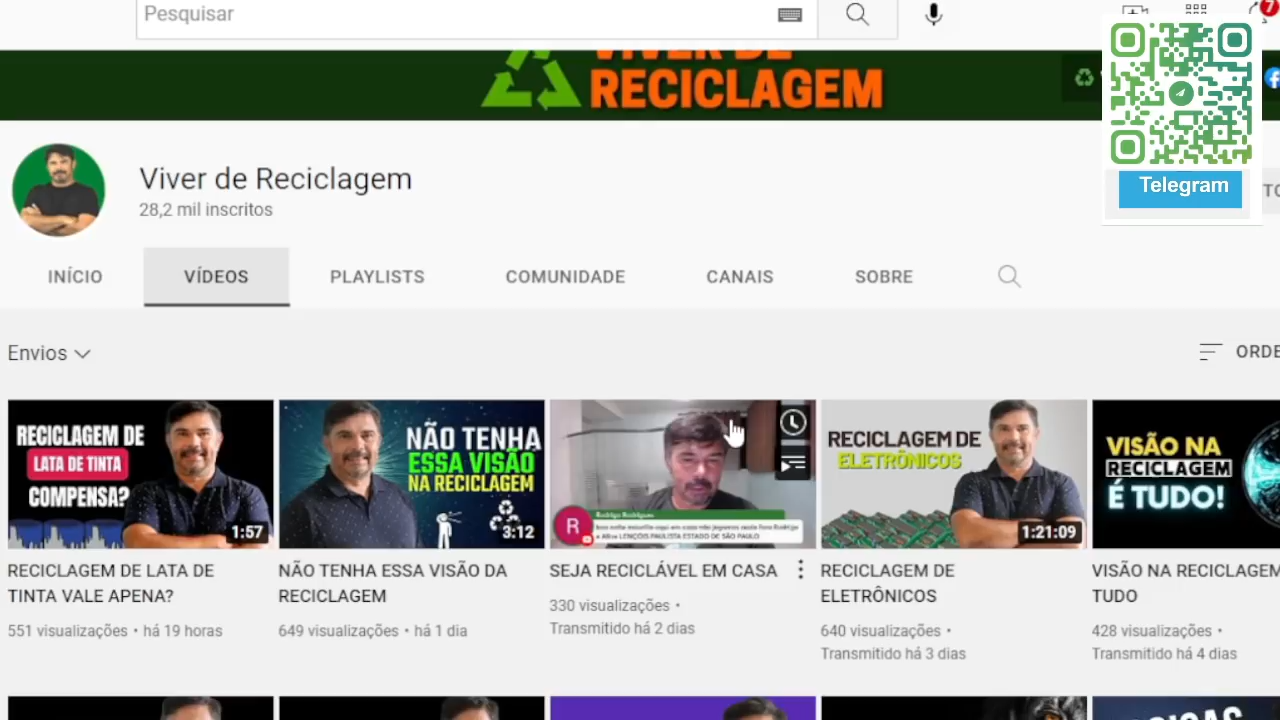 Pesquisar
7
VIVER DE
RECICLAGEM
Telegram
Viver de Reciclagem
28,2 mil inscritos
INÍCIO
VÍDEOS
PLAYLISTS
COMUNIDADE
CANAIS
SOBRE
Envios
ORDE
RECICLAGEM DE
LATA DE TINTA
COMPENSA?
1:57
NÃO TENHA
ESSA VISÃO
NA RECICLAGEM
3:12
R
Rodrigo Rodrigues
RECICLAGEM DE
ELETRÔNICOS
1:21:09
VISÃO NA
RECICLAGEM
É TUDO!
RECICLAGEM DE LATA DE
TINTA VALE APENA?
551 visualizações • há 19 horas
NÃO TENHA ESSA VISÃO DA
RECICLAGEM
649 visualizações • há 1 dia
SEJA RECICLÁVEL EM CASA
330 visualizações •
Transmitido há 2 dias
RECICLAGEM DE
ELETRÔNICOS
640 visualizações •
Transmitido há 3 dias
VISÃO NA RECICLAGEM
TUDO
428 visualizações •
Transmitido há 4 dias